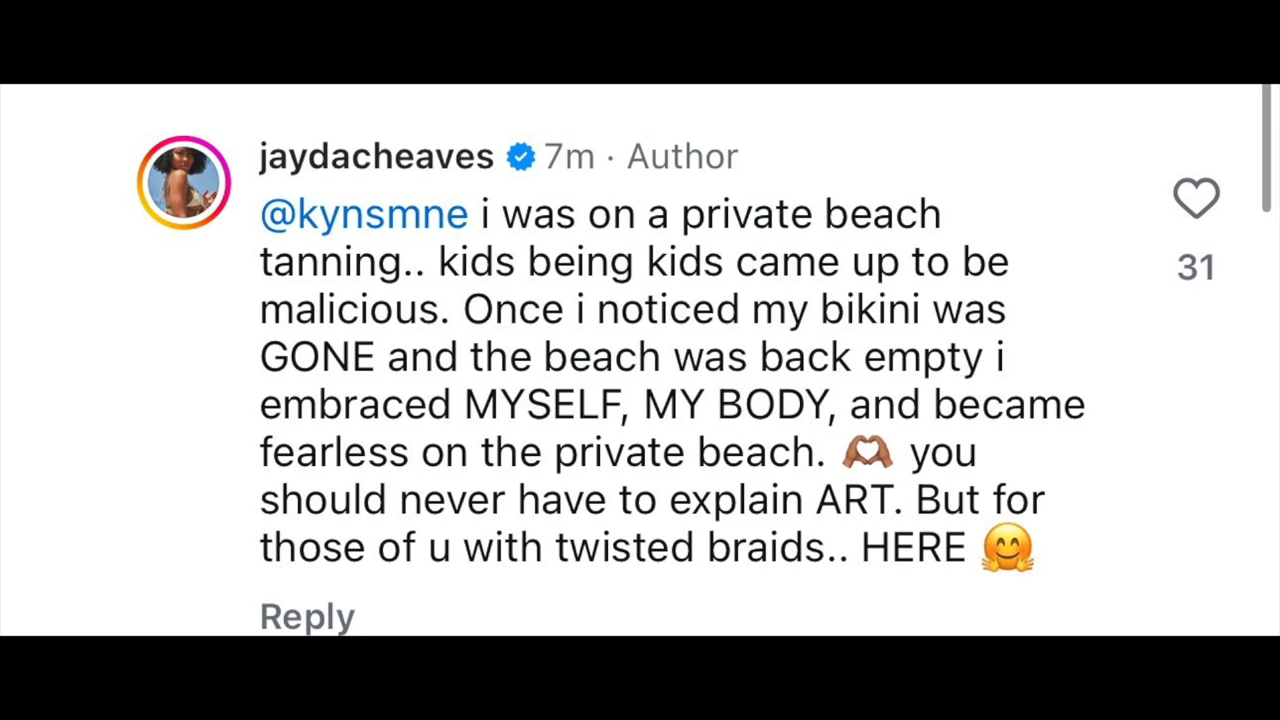 jaydacheaves 7m · Author
@kynsmne i was on a private beach
tanning.. kids being kids came up to be
malicious. Once i noticed my bikini was
GONE and the beach was back empty i
embraced MYSELF, MY BODY, and became
fearless on the private beach. 🫶🏾 you
should never have to explain ART. But for
those of u with twisted braids.. HERE 🤗
31
Reply